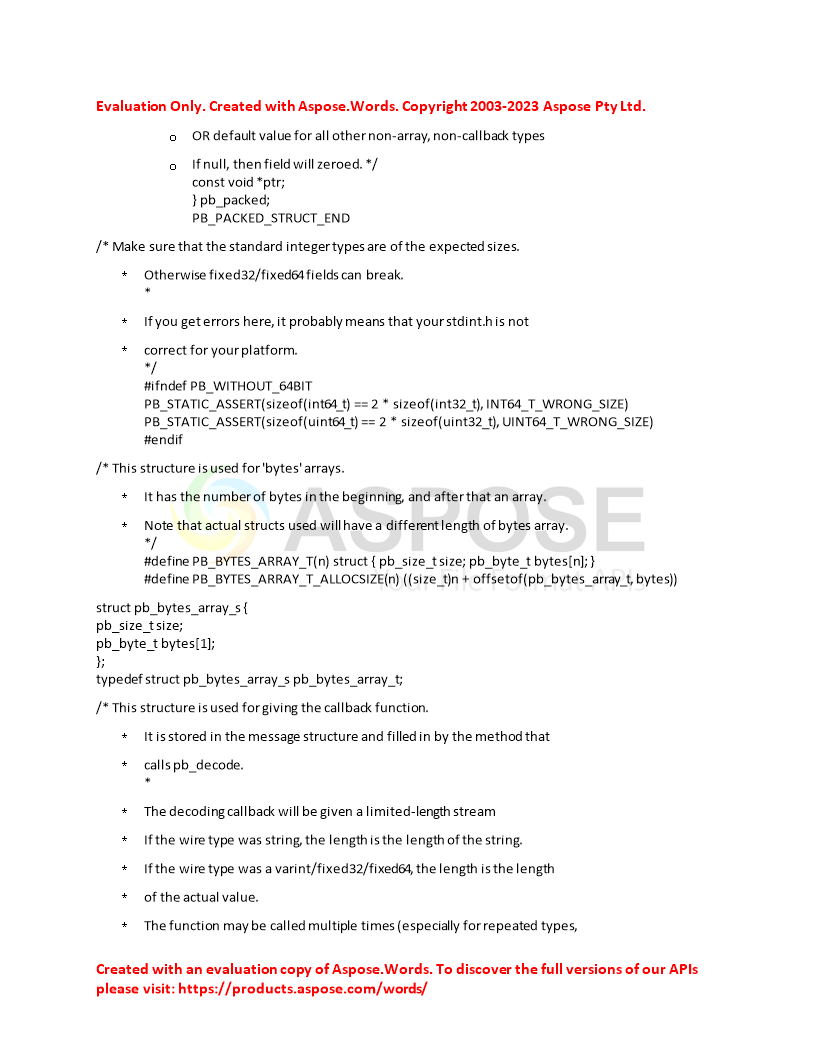 Evaluation Only. Created with Aspose.Words. Copyright 2003-2023 Aspose Pty Ltd.
o OR default value for all other non-array, non-callback types
o If null, then field will zeroed. */
const void *ptr;
} pb_packed;
PB_PACKED_STRUCT_END
/* Make sure that the standard integer types are of the expected sizes.
* Otherwise fixed32/fixed64 fields can break.
*
* If you get errors here, it probably means that your stdint.h is not
* correct for your platform.
*/
#ifndef PB_WITHOUT_64BIT
PB_STATIC_ASSERT(sizeof(int64_t) == 2 * sizeof(int32_t), INT64_T_WRONG_SIZE)
PB_STATIC_ASSERT(sizeof(uint64_t) == 2 * sizeof(uint32_t), UINT64_T_WRONG_SIZE)
#endif
/* This structure is used for 'bytes' arrays.
* It has the number of bytes in the beginning, and after that an array.
ASPOSE
* Note that actual structs used will have a different length of bytes array.
*/
#define PB_BYTES_ARRAY_T(n) struct { pb_size_t size; pb_byte_t bytes[n]; }
#define PB_BYTES_ARRAY_T_ALLOCSIZE(n) ((size_t)n + offsetof(pb_bytes_array_t, bytes))
Your File Format APIs
struct pb_bytes_array_s {
pb_size_t size;
pb_byte_t bytes[1];
};
typedef struct pb_bytes_array_s pb_bytes_array_t;
/* This structure is used for giving the callback function.
* It is stored in the message structure and filled in by the method that
* calls pb_decode.
*
* The decoding callback will be given a limited-length stream
* If the wire type was string, the length is the length of the string.
* If the wire type was a varint/fixed32/fixed64, the length is the length
* of the actual value.
* The function may be called multiple times (especially for repeated types,
Created with an evaluation copy of Aspose.Words. To discover the full versions of our APIs
please visit: https://products.aspose.com/words/